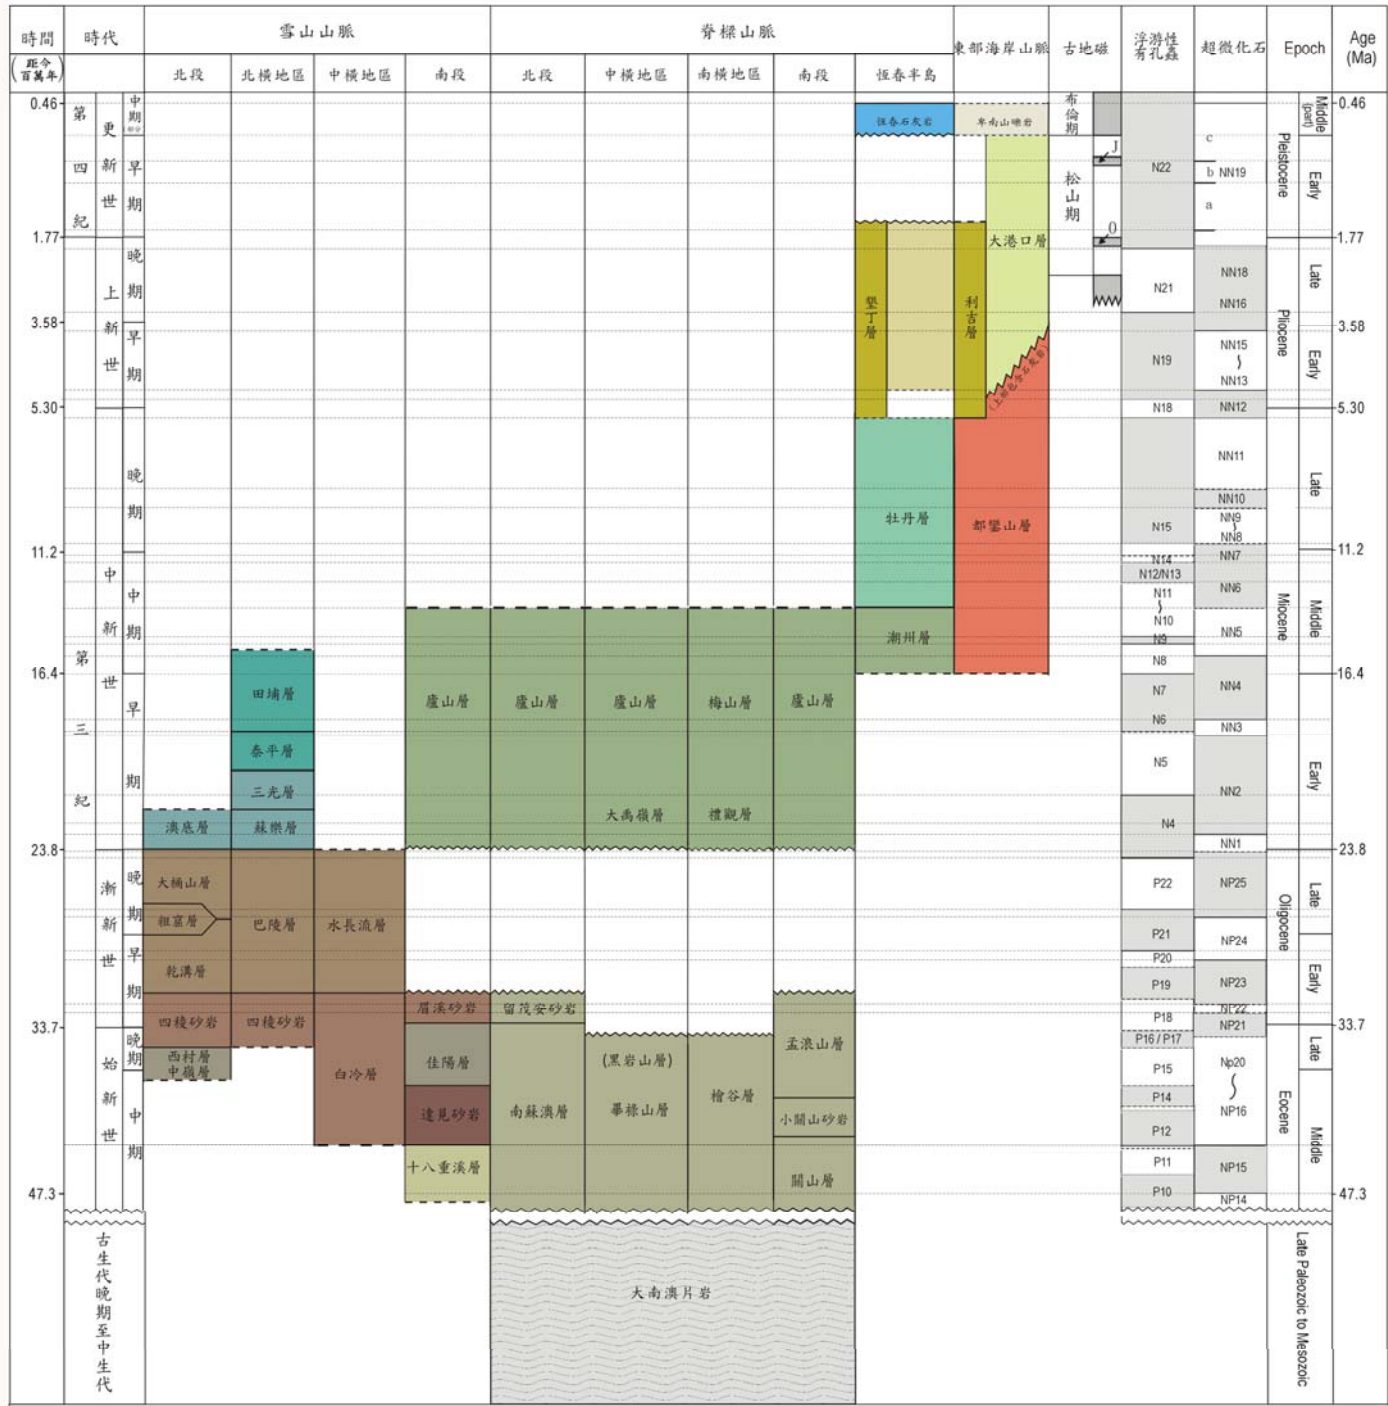 時間 時代 雪山山脈 脊樑山脈 東部海岸山脈 古地磁 浮游性有孔蟲 超微化石 Epoch Age (Ma)
(距今百萬年) 北段 北橫地區 中橫地區 南段 北段 中橫地區 南橫地區 南段 恆春半島
0.46 第四紀 更新世 中期(部分) 恆春石灰岩 卑南山礫岩 布倫期 Pleistocene Middle (part) 0.46
早期 J 松山期 N22 c Early
b NN19
a
O
1.77 1.77
大港口層
第三紀 上新世 晚期 墾丁層 利吉層 N21 NN18 Pliocene Late
NN16
3.58 3.58
早期 (上部包含石灰岩) N19 NN15 Early
NN13
5.30 N18 NN12 5.30
中新世 晚期 牡丹層 都鑾山層 N15 NN11 Miocene Late
NN10
NN9
NN8
11.2 NN7 11.2
N14
中期 N12/N13 NN6 Middle
N11
N10
潮州層 N9 NN5
N8
16.4 16.4
早期 田埔層 廬山層 廬山層 廬山層 梅山層 廬山層 N7 NN4 Early
N6 NN3
泰平層 N5
三光層 NN2
澳底層 蘇樂層 大禹嶺層 禮觀層 N4
NN1
23.8 23.8
漸新世 晚期 大桶山層 巴陵層 水長流層 P22 NP25 Oligocene Late
粗窟層 P21 NP24
早期 乾溝層 P20 Early
P19 NP23
眉溪砂岩 留茂安砂岩 NP22
四稜砂岩 四稜砂岩 P18 NP21
33.7 33.7
始新世 晚期 西村層 白冷層 佳陽層 (黑岩山層) 孟浪山層 P16 / P17 Np20 Eocene Late
中嶺層 P15
中期 達見砂岩 南蘇澳層 畢祿山層 檜谷層 小關山砂岩 P14 NP16 Middle
P12
十八重溪層 關山層 P11 NP15
47.3 P10 NP14 47.3
古生代晚期至中生代 大南澳片岩 Late Paleozoic to Mesozoic